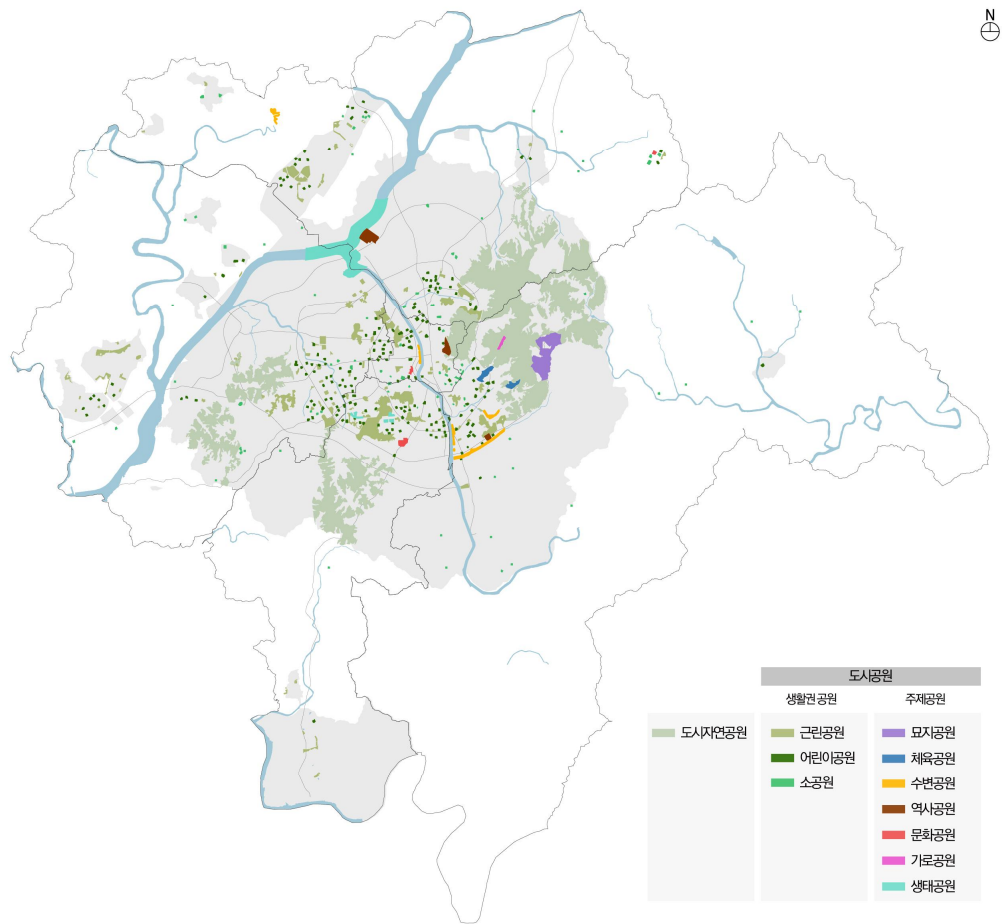 N
도시공원
생활권 공원
주제공원
도시자연공원
근린공원
어린이공원
소공원
묘지공원
체육공원
수변공원
역사공원
문화공원
가로공원
생태공원